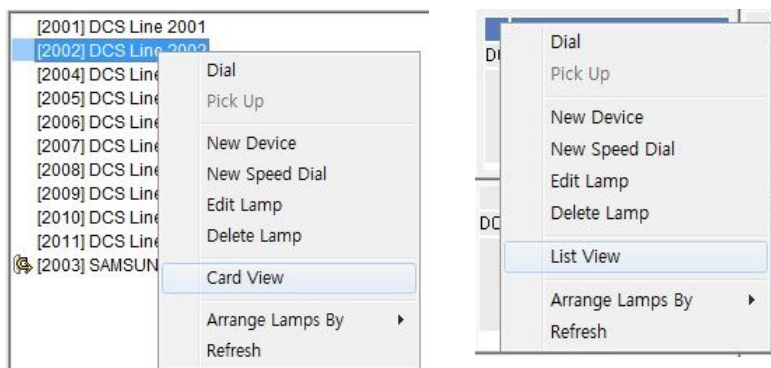 [2001] DCS Line 2001
[2002] DCS Line 2002
[2004] DCS Line
[2005] DCS Line
[2006] DCS Line
[2007] DCS Line
[2008] DCS Line
[2009] DCS Line
[2010] DCS Line
[2011] DCS Line
[2003] SAMSUN
Dial
Pick Up
New Device
New Speed Dial
Edit Lamp
Delete Lamp
Card View
Arrange Lamps By
Refresh
Dial
Pick Up
New Device
New Speed Dial
Edit Lamp
Delete Lamp
List View
Arrange Lamps By
Refresh